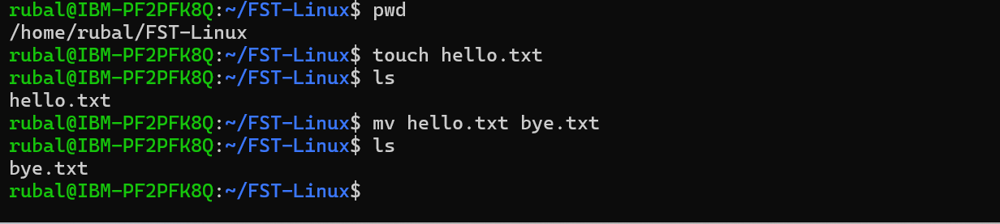 rubal@IBM-PF2PFK8Q:~/FST-Linux$ pwd
/home/rubal/FST-Linux
rubal@IBM-PF2PFK8Q:~/FST-Linux$ touch hello.txt
rubal@IBM-PF2PFK8Q:~/FST-Linux$ ls
hello.txt
rubal@IBM-PF2PFK8Q:~/FST-Linux$ mv hello.txt bye.txt
rubal@IBM-PF2PFK8Q:~/FST-Linux$ ls
bye.txt
rubal@IBM-PF2PFK8Q:~/FST-Linux$